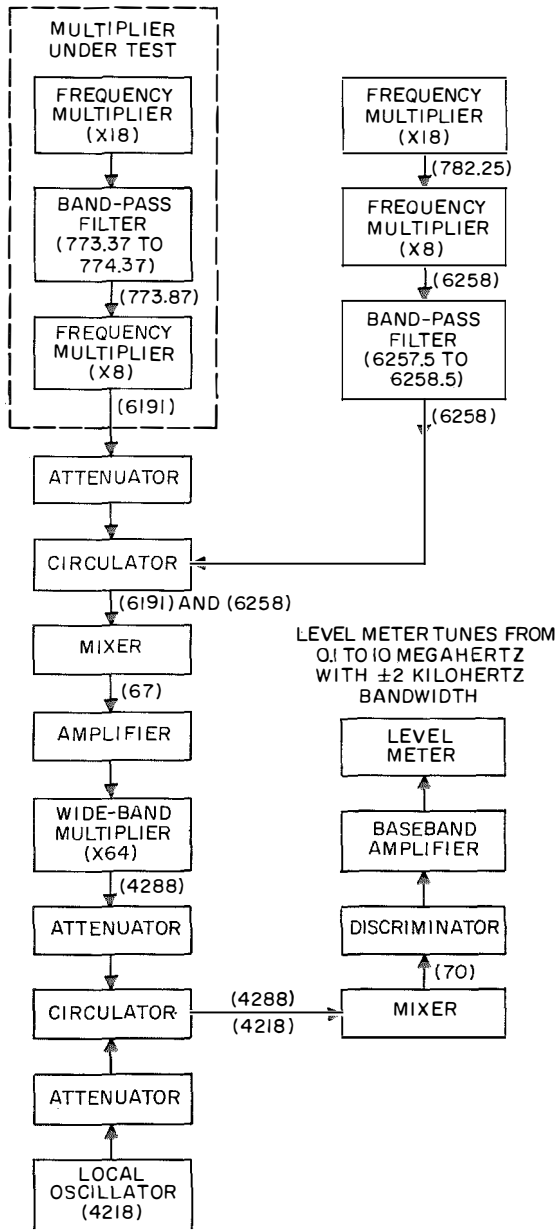 MULTIPLIER
UNDER TEST
FREQUENCY
MULTIPLIER
(X18)
BAND-PASS
FILTER
(773.37 TO
774.37)
(773.87)
FREQUENCY
MULTIPLIER
(X8)
(6191)
ATTENUATOR
CIRCULATOR
(6191) AND (6258)
MIXER
(67)
AMPLIFIER
WIDE-BAND
MULTIPLIER
(X64)
(4288)
ATTENUATOR
CIRCULATOR
ATTENUATOR
LOCAL
OSCILLATOR
(4218)
FREQUENCY
MULTIPLIER
(X18)
(782.25)
FREQUENCY
MULTIPLIER
(X8)
(6258)
BAND-PASS
FILTER
(6257.5 TO
6258.5)
(6258)
LEVEL METER TUNES FROM
0.1 TO 10 MEGAHERTZ
WITH ±2 KILOHERTZ
BANDWIDTH
LEVEL
METER
BASEBAND
AMPLIFIER
DISCRIMINATOR
(70)
MIXER
(4288)
(4218)